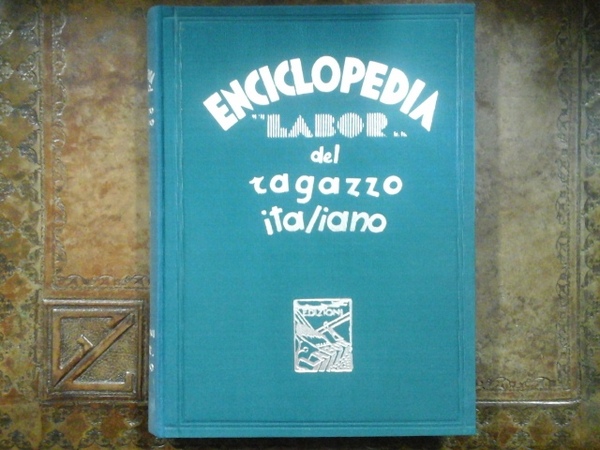 ENCICLOPEDIA
"LABOR"
del
ragazzo
italiano
EDIZIONI